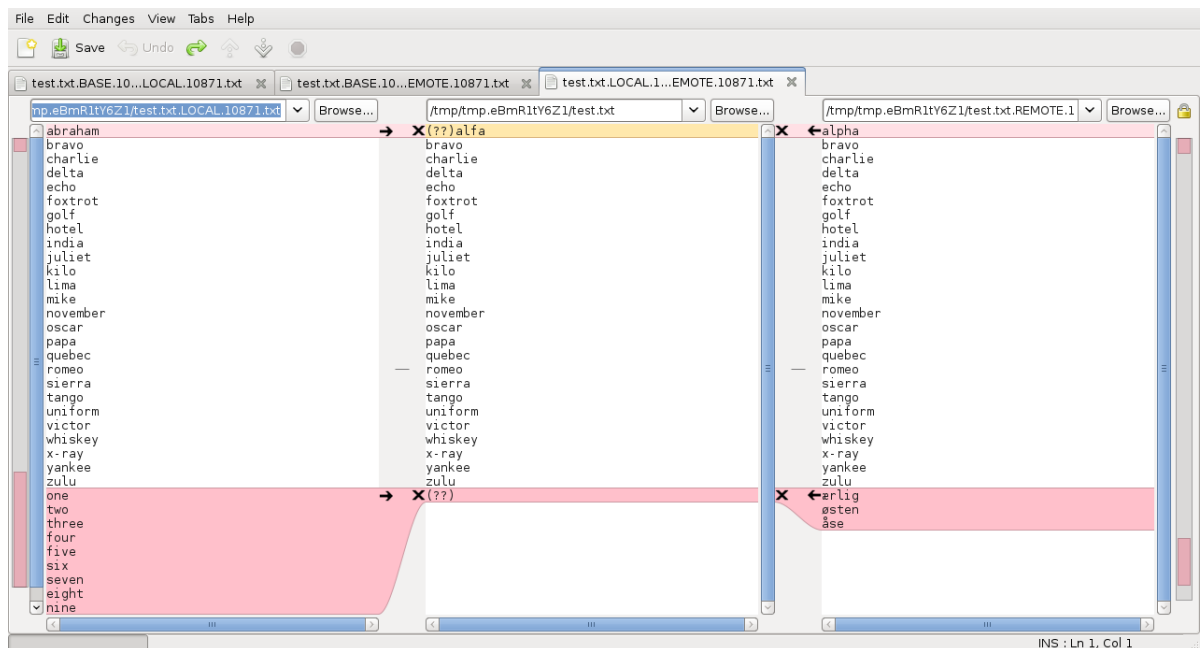 File Edit Changes View Tabs Help
Save Undo
test.txt.BASE.10...LOCAL.10871.txt test.txt.BASE.10...EMOTE.10871.txt test.txt.LOCAL.1...EMOTE.10871.txt
mp.eBmR1tY6Z1/test.txt.LOCAL.10871.txt Browse... /tmp/tmp.eBmR1tY6Z1/test.txt Browse... /tmp/tmp.eBmR1tY6Z1/test.txt.REMOTE.1 Browse...
abraham
bravo
charlie
delta
echo
foxtrot
golf
hotel
india
juliet
kilo
lima
mike
november
oscar
papa
quebec
romeo
sierra
tango
uniform
victor
whiskey
x-ray
yankee
zulu
one
two
three
four
five
six
seven
eight
nine
(??)alfa
bravo
charlie
delta
echo
foxtrot
golf
hotel
india
juliet
kilo
lima
mike
november
oscar
papa
quebec
romeo
sierra
tango
uniform
victor
whiskey
x-ray
yankee
zulu
(??)
alpha
bravo
charlie
delta
echo
foxtrot
golf
hotel
india
juliet
kilo
lima
mike
november
oscar
papa
quebec
romeo
sierra
tango
uniform
victor
whiskey
x-ray
yankee
zulu
ærlig
østen
åse
INS : Ln 1, Col 1